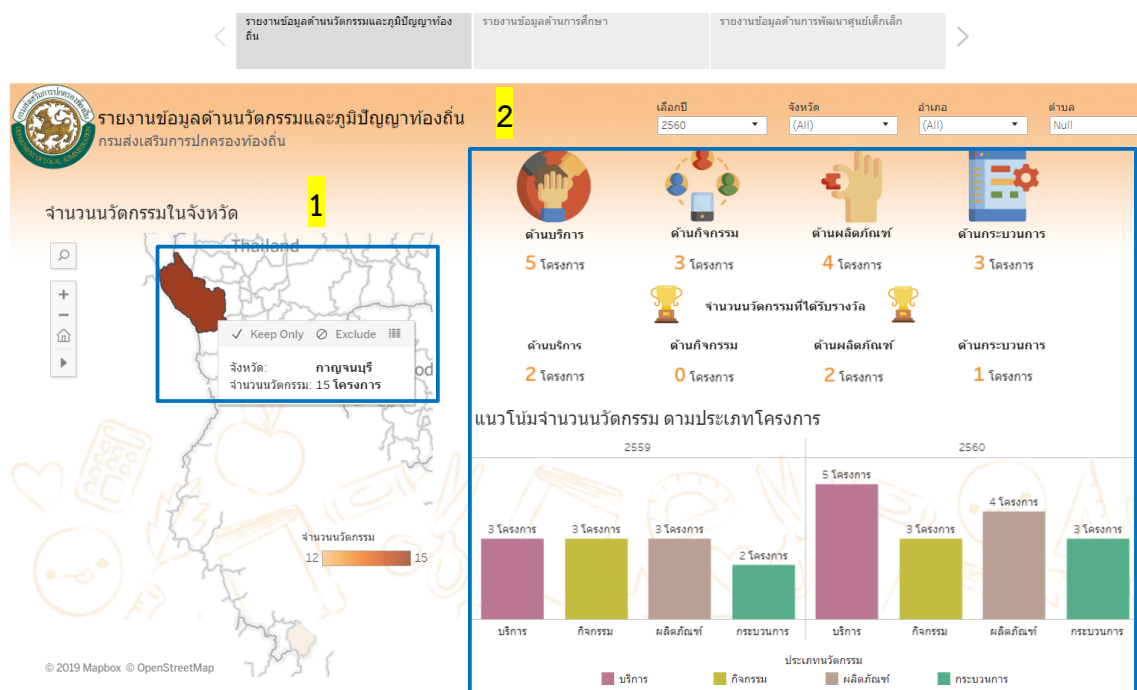 รายงานข้อมูลด้านนวัตกรรมและภูมิปัญญาท้อง
ถิ่น
รายงานข้อมูลด้านการศึกษา
รายงานข้อมูลด้านการพัฒนาศูนย์เด็กเล็ก
รายงานข้อมูลด้านนวัตกรรมและภูมิปัญญาท้องถิ่น
กรมส่งเสริมการปกครองท้องถิ่น
2
เลือกปี
จังหวัด
อำเภอ
ตำบล
2560
(All)
(All)
Null
1
จำนวนนวัตกรรมในจังหวัด
Thailand
Keep Only
Exclude
จังหวัด: กาญจนบุรี
จำนวนนวัตกรรม: 15 โครงการ
จำนวนนวัตกรรม
12
15
© 2019 Mapbox © OpenStreetMap
ด้านบริการ
ด้านกิจกรรม
ด้านผลิตภัณฑ์
ด้านกระบวนการ
5 โครงการ
3 โครงการ
4 โครงการ
3 โครงการ
จำนวนนวัตกรรมที่ได้รับรางวัล
ด้านบริการ
ด้านกิจกรรม
ด้านผลิตภัณฑ์
ด้านกระบวนการ
2 โครงการ
0 โครงการ
2 โครงการ
1 โครงการ
แนวโน้มจำนวนนวัตกรรม ตามประเภทโครงการ
2559
2560
3 โครงการ
3 โครงการ
3 โครงการ
2 โครงการ
5 โครงการ
3 โครงการ
4 โครงการ
3 โครงการ
บริการ
กิจกรรม
ผลิตภัณฑ์
กระบวนการ
บริการ
กิจกรรม
ผลิตภัณฑ์
กระบวนการ
ประเภทนวัตกรรม
บริการ
กิจกรรม
ผลิตภัณฑ์
กระบวนการ